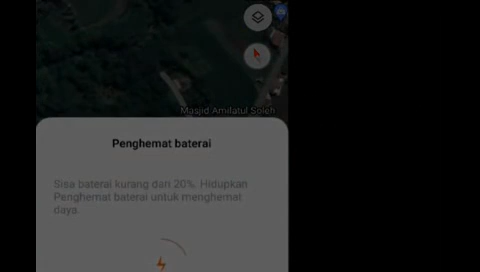 Masjid Amilatul Soleh
Penghemat baterai
Sisa baterai kurang dari 20%. Hidupkan
Penghemat baterai untuk menghemat
daya.